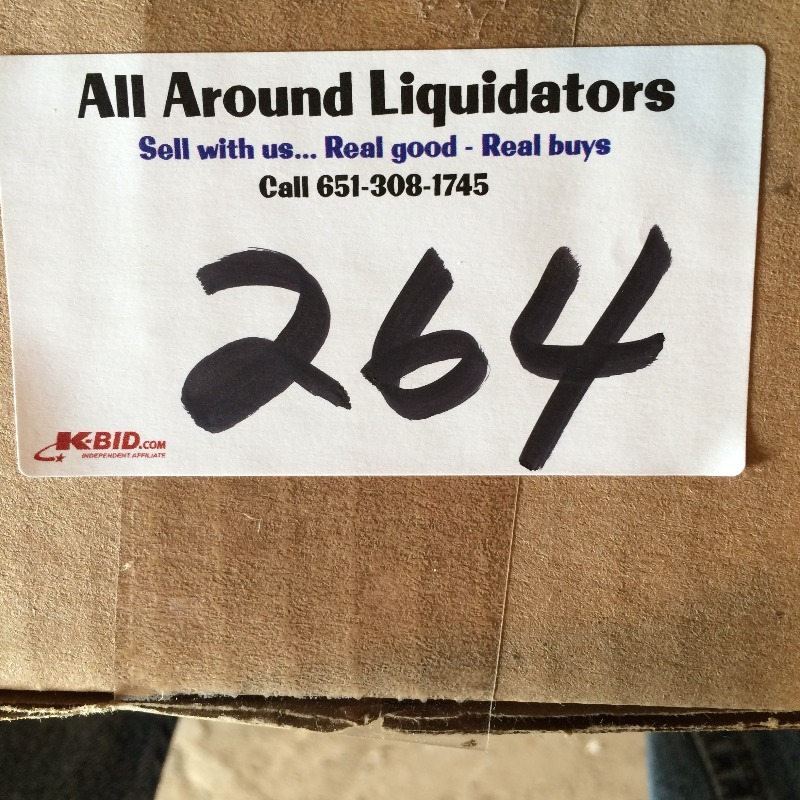 All Around Liquidators
Sell with us... Real good - Real buys
Call 651-308-1745
264
K-BID.COM
INDEPENDENT AFFILIATE